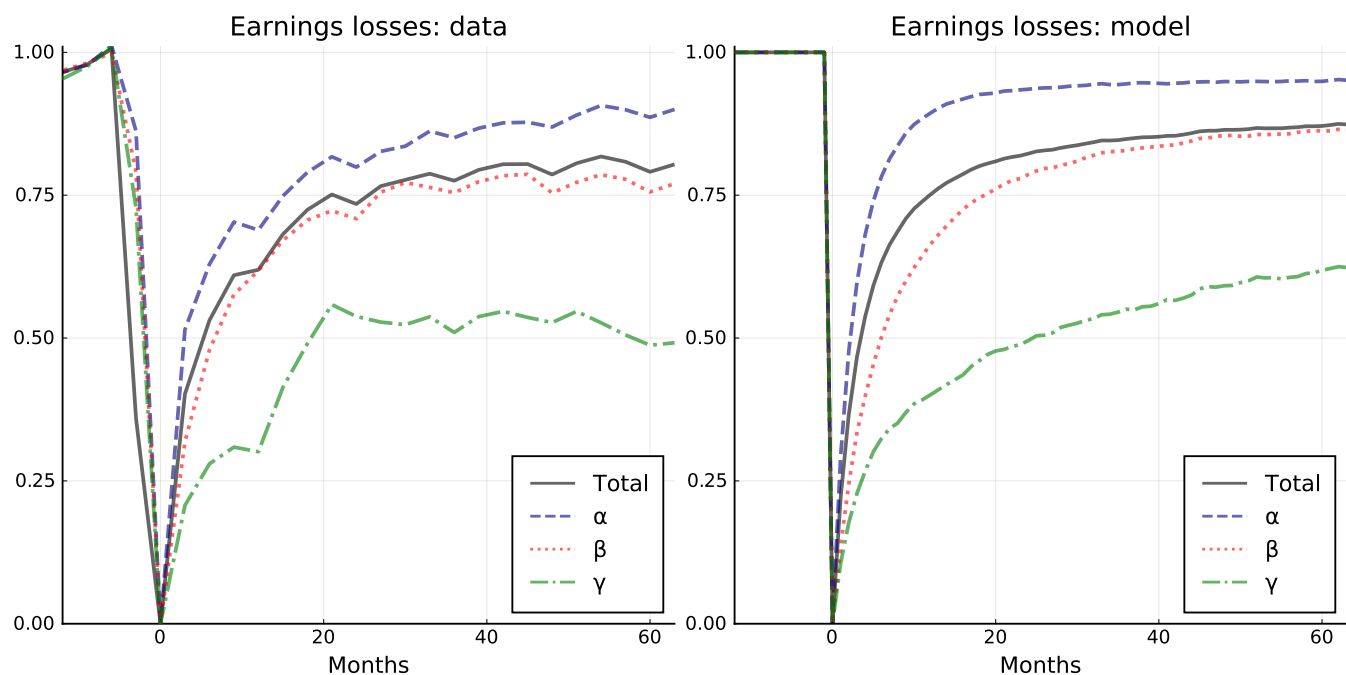 Earnings losses: data
1.00
0.75
0.50
0.25
0.00
0
20
40
60
Months
Total
α
β
γ
Earnings losses: model
1.00
0.75
0.50
0.25
0.00
0
20
40
60
Months
Total
α
β
γ